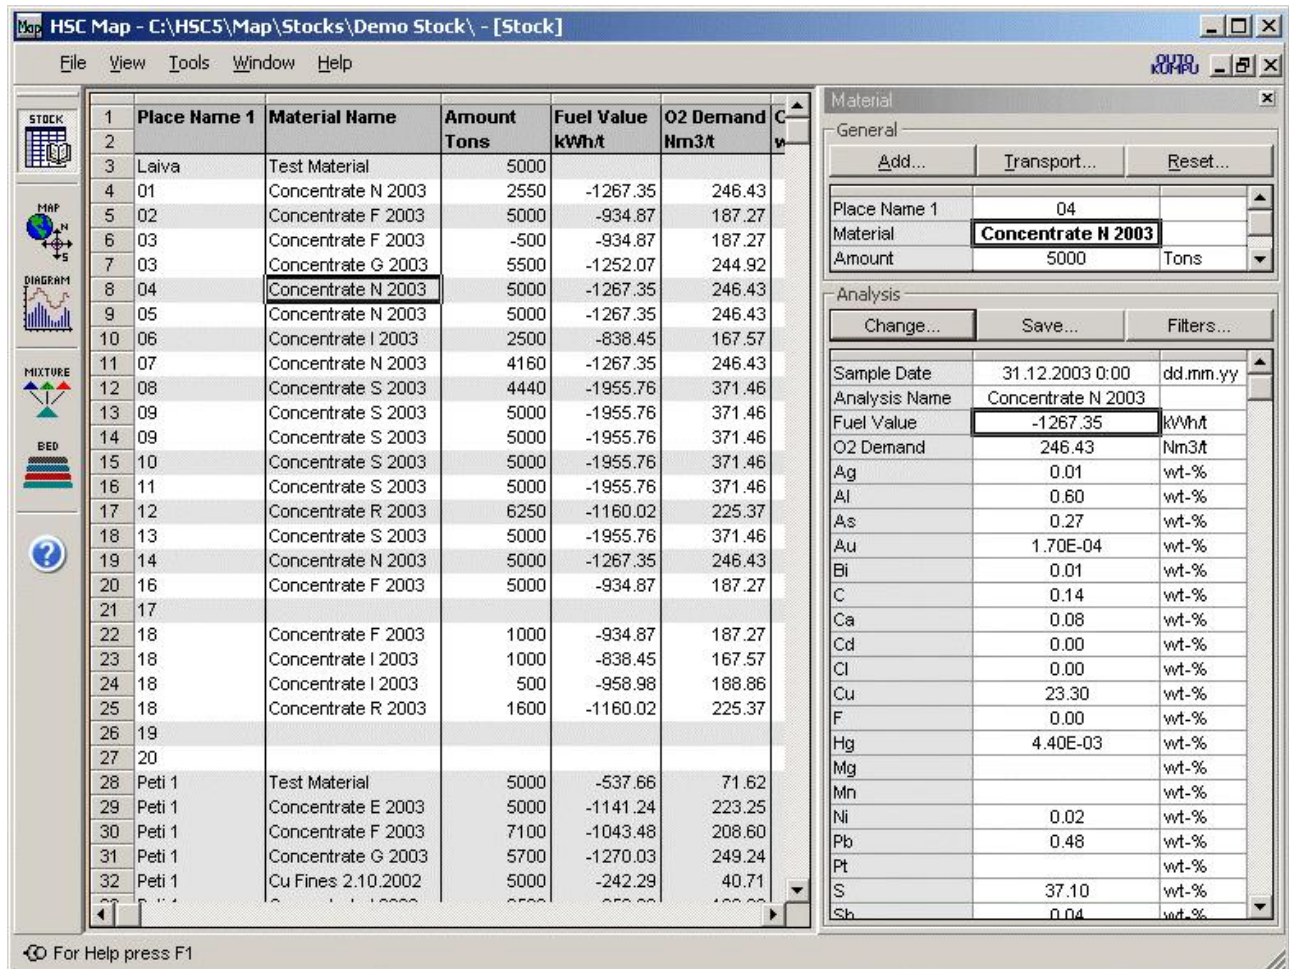 Map HSC Map - C:\HSC5\Map\Stocks\Demo Stock\ - [Stock]
File View Tools Window Help OUTOKUMPU
STOCK
MAP
N
S
DIAGRAM
MIXTURE
BED
1 Place Name 1 Material Name Amount Fuel Value O2 Demand C
2 Tons kWh/t Nm3/t w
3 Laiva Test Material 5000
4 01 Concentrate N 2003 2550 -1267.35 246.43
5 02 Concentrate F 2003 5000 -934.87 187.27
6 03 Concentrate F 2003 -500 -934.87 187.27
7 03 Concentrate G 2003 5500 -1252.07 244.92
8 04 Concentrate N 2003 5000 -1267.35 246.43
9 05 Concentrate N 2003 5000 -1267.35 246.43
10 06 Concentrate I 2003 2500 -838.45 167.57
11 07 Concentrate N 2003 4160 -1267.35 246.43
12 08 Concentrate S 2003 4440 -1955.76 371.46
13 09 Concentrate S 2003 5000 -1955.76 371.46
14 09 Concentrate S 2003 5000 -1955.76 371.46
15 10 Concentrate S 2003 5000 -1955.76 371.46
16 11 Concentrate S 2003 5000 -1955.76 371.46
17 12 Concentrate R 2003 6250 -1160.02 225.37
18 13 Concentrate S 2003 5000 -1955.76 371.46
19 14 Concentrate N 2003 5000 -1267.35 246.43
20 16 Concentrate F 2003 5000 -934.87 187.27
21 17
22 18 Concentrate F 2003 1000 -934.87 187.27
23 18 Concentrate I 2003 1000 -838.45 167.57
24 18 Concentrate I 2003 500 -958.98 188.86
25 18 Concentrate R 2003 1600 -1160.02 225.37
26 19
27 20
28 Peti 1 Test Material 5000 -537.66 71.62
29 Peti 1 Concentrate E 2003 5000 -1141.24 223.25
30 Peti 1 Concentrate F 2003 7100 -1043.48 208.60
31 Peti 1 Concentrate G 2003 5700 -1270.03 249.24
32 Peti 1 Cu Fines 2.10.2002 5000 -242.29 40.71
Material
General
Add... Transport... Reset...
Place Name 1 04
Material Concentrate N 2003
Amount 5000 Tons
Analysis
Change... Save... Filters...
Sample Date 31.12.2003 0:00 dd.mm.yy
Analysis Name Concentrate N 2003
Fuel Value -1267.35 kWh/t
O2 Demand 246.43 Nm3/t
Ag 0.01 wt-%
Al 0.60 wt-%
As 0.27 wt-%
Au 1.70E-04 wt-%
Bi 0.01 wt-%
C 0.14 wt-%
Ca 0.08 wt-%
Cd 0.00 wt-%
Cl 0.00 wt-%
Cu 23.30 wt-%
F 0.00 wt-%
Hg 4.40E-03 wt-%
Mg wt-%
Mn wt-%
Ni 0.02 wt-%
Pb 0.48 wt-%
Pt wt-%
S 37.10 wt-%
Sb 0.04 wt-%
For Help press F1